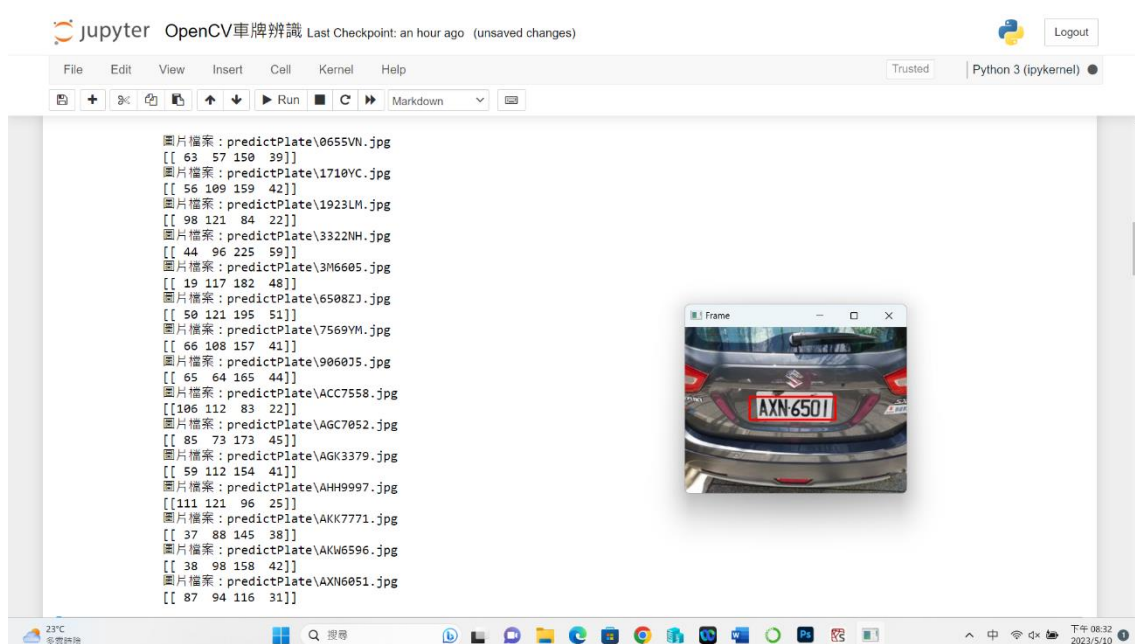 jupyter OpenCV車牌辨識 Last Checkpoint: an hour ago (unsaved changes)
Logout
File Edit View Insert Cell Kernel Help
Trusted
Python 3 (ipykernel)
Run
Markdown
圖片檔案：predictPlate\0655VN.jpg
[[ 63 57 150 39]]
圖片檔案：predictPlate\1710YC.jpg
[[ 56 109 159 42]]
圖片檔案：predictPlate\1923LM.jpg
[[ 98 121 84 22]]
圖片檔案：predictPlate\3322NH.jpg
[[ 44 96 225 59]]
圖片檔案：predictPlate\3M6605.jpg
[[ 19 117 182 48]]
圖片檔案：predictPlate\6508ZJ.jpg
[[ 50 121 195 51]]
圖片檔案：predictPlate\7569YM.jpg
[[ 66 108 157 41]]
圖片檔案：predictPlate\9060J5.jpg
[[ 65 64 165 44]]
圖片檔案：predictPlate\ACC7558.jpg
[[106 112 83 22]]
圖片檔案：predictPlate\AGC7052.jpg
[[ 85 73 173 45]]
圖片檔案：predictPlate\AGK3379.jpg
[[ 59 112 154 41]]
圖片檔案：predictPlate\AHH9997.jpg
[[111 121 96 25]]
圖片檔案：predictPlate\AKK7771.jpg
[[ 37 88 145 38]]
圖片檔案：predictPlate\AKW6596.jpg
[[ 38 98 158 42]]
圖片檔案：predictPlate\AXN6051.jpg
[[ 87 94 116 31]]
Frame
AXN-6501
23°C
多雲時陰
搜尋
中
下午 08:32
2023/5/10
1